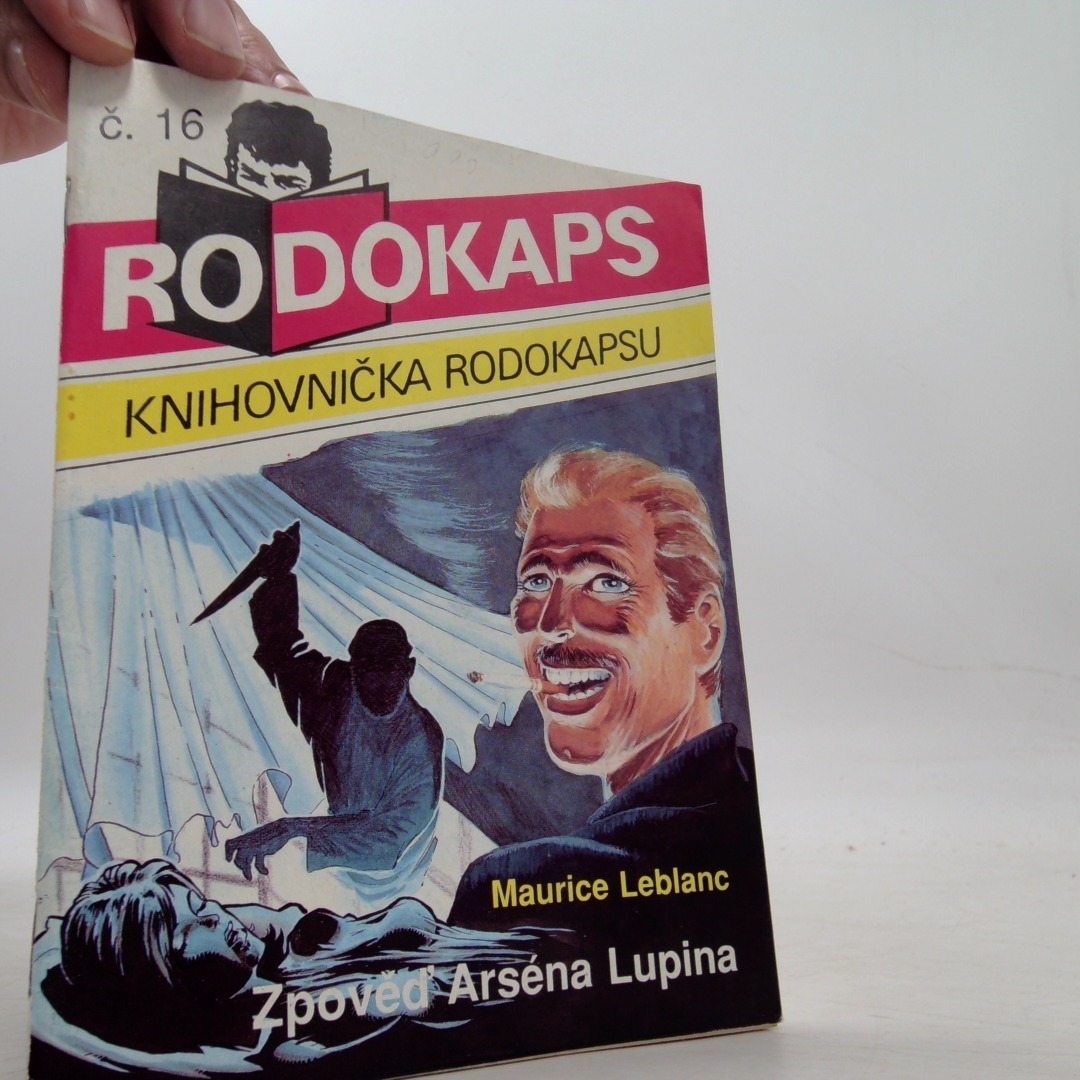 č. 16
RODOKAPS
KNIHOVNIČKA RODOKAPSU
Maurice Leblanc
Zpověď Arséna Lupina